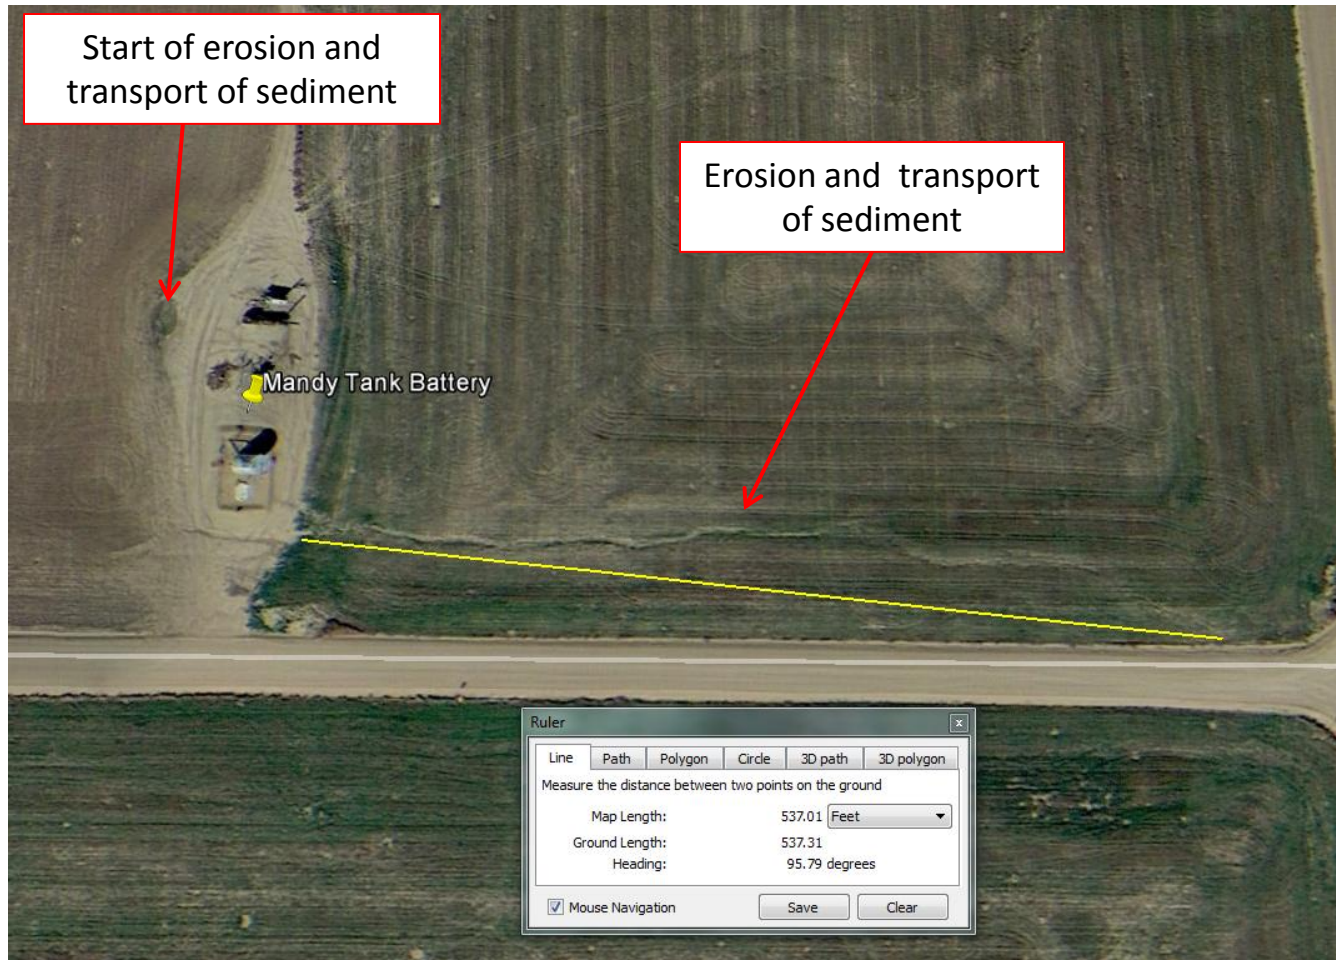 Start of erosion and
transport of sediment
Erosion and  transport
of sediment
Mandy Tank Battery
Ruler
x
Line Path Polygon Circle 3D path 3D polygon
Measure the distance between two points on the ground
Map Length: 537.01 Feet
Ground Length: 537.31
Heading: 95.79 degrees
Mouse Navigation Save Clear